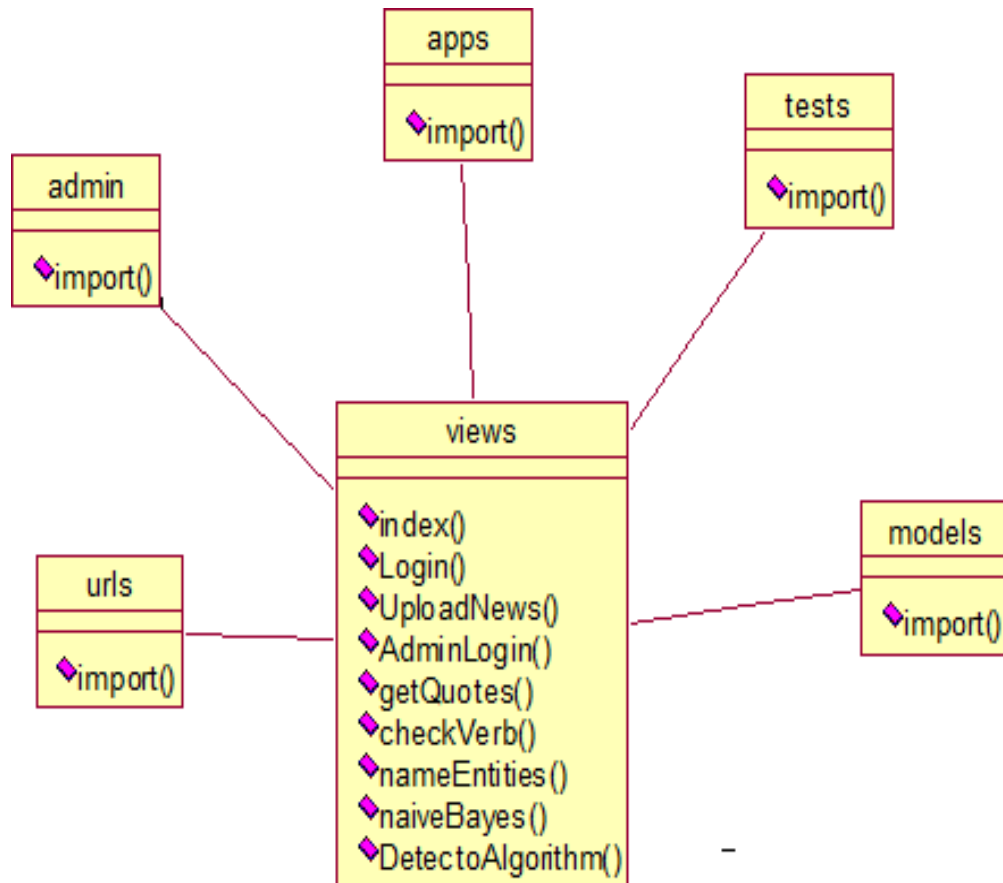 apps
import()
tests
import()
admin
import()
views
index()
Login()
UploadNews()
AdminLogin()
getQuotes()
checkVerb()
nameEntities()
naiveBayes()
DetectoAlgorithm()
models
import()
urls
import()